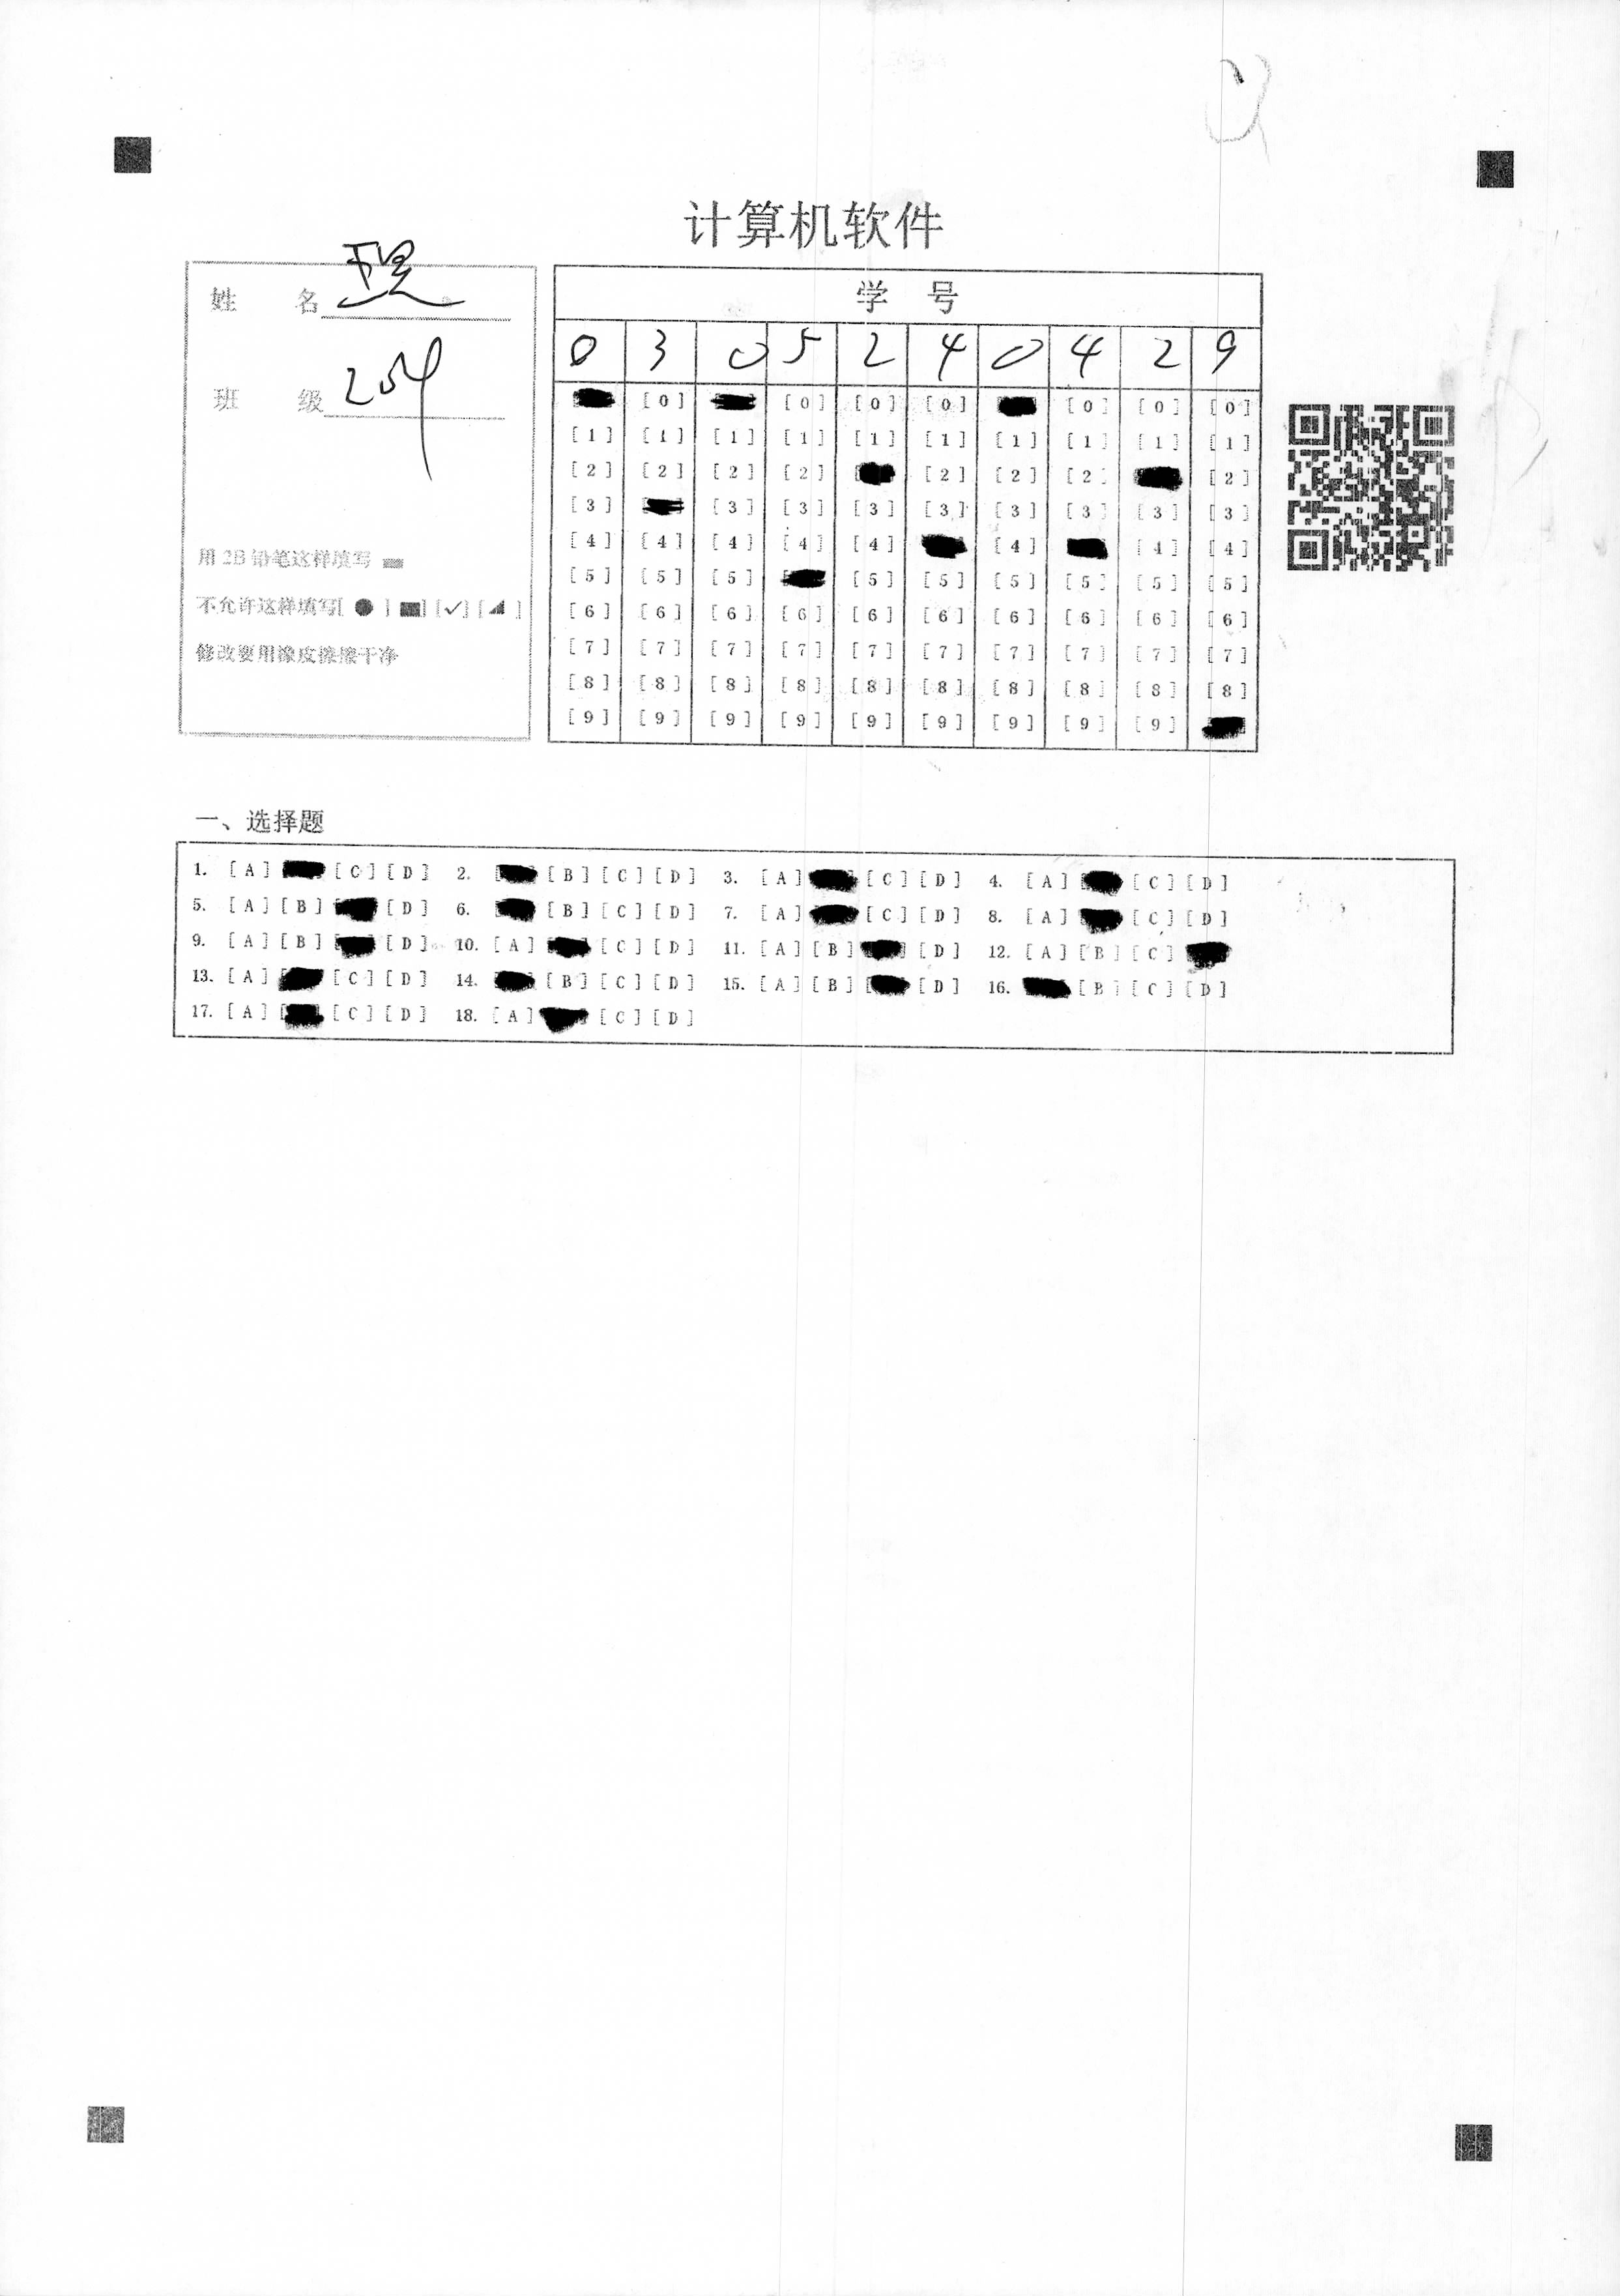 计算机软件
姓 名
班 级 254
用2B铅笔这样填写
不允许这样填写[ ● ] [■] [✓] [◢]
修改要用橡皮擦擦干净
学 号
0 3 0 5 2 4 0 4 2 9
[0] [0] [0] [0] [0] [0] [0]
[1] [1] [1] [1] [1] [1] [1] [1] [1] [1]
[2] [2] [2] [2] [2] [2] [2] [2]
[3] [3] [3] [3] [3] [3] [3] [3] [3]
[4] [4] [4] [4] [4] [4] [4] [4]
[5] [5] [5] [5] [5] [5] [5] [5] [5]
[6] [6] [6] [6] [6] [6] [6] [6] [6] [6]
[7] [7] [7] [7] [7] [7] [7] [7] [7] [7]
[8] [8] [8] [8] [8] [8] [8] [8] [8] [8]
[9] [9] [9] [9] [9] [9] [9] [9] [9]
一、选择题
1. [A] [C] [D] 2. [B] [C] [D] 3. [A] [C] [D] 4. [A] [C] [D]
5. [A] [B] [D] 6. [B] [C] [D] 7. [A] [C] [D] 8. [A] [C] [D]
9. [A] [B] [D] 10. [A] [C] [D] 11. [A] [B] [D] 12. [A] [B] [C]
13. [A] [C] [D] 14. [B] [C] [D] 15. [A] [B] [D] 16. [B] [C] [D]
17. [A] [C] [D] 18. [A] [C] [D]